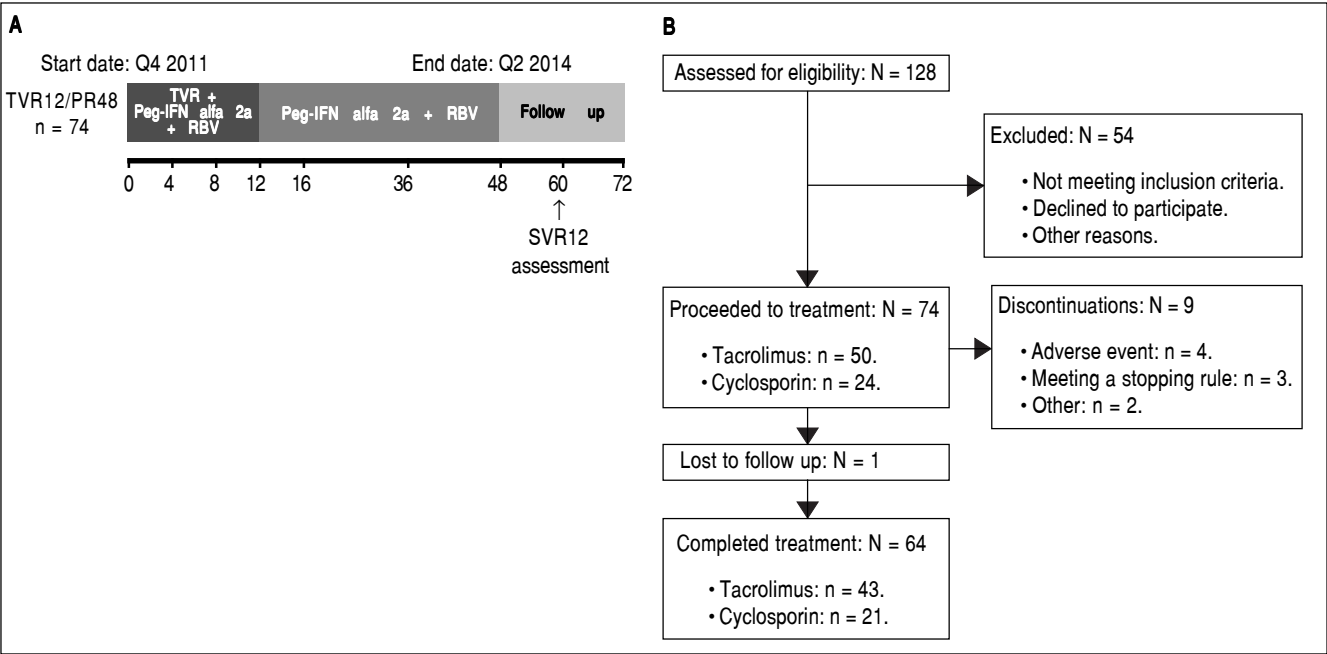 A
Start date: Q4 2011
End date: Q2 2014
TVR12/PR48
n = 74
TVR +
Peg-IFN alfa 2a
+ RBV
Peg-IFN alfa 2a + RBV
Follow up
0 4 8 12 16 36 48 60 72
↑
SVR12
assessment
B
Assessed for eligibility: N = 128
Excluded: N = 54
• Not meeting inclusion criteria.
• Declined to participate.
• Other reasons.
Proceeded to treatment: N = 74
• Tacrolimus: n = 50.
• Cyclosporin: n = 24.
Discontinuations: N = 9
• Adverse event: n = 4.
• Meeting a stopping rule: n = 3.
• Other: n = 2.
Lost to follow up: N = 1
Completed treatment: N = 64
• Tacrolimus: n = 43.
• Cyclosporin: n = 21.